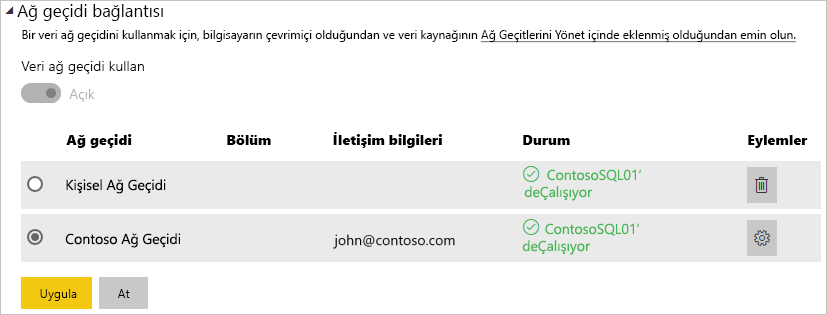 Ağ geçidi bağlantısı
Bir veri ağ geçidini kullanmak için, bilgisayarın çevrimiçi olduğundan ve veri kaynağının Ağ Geçitlerini Yönet içinde eklenmiş olduğundan emin olun.
Veri ağ geçidi kullan
Açık
Ağ geçidi Bölüm İletişim bilgileri Durum Eylemler
Kişisel Ağ Geçidi ContosoSQL01’
deÇalışıyor
Contoso Ağ Geçidi john@contoso.com ContosoSQL01’
deÇalışıyor
Uygula At